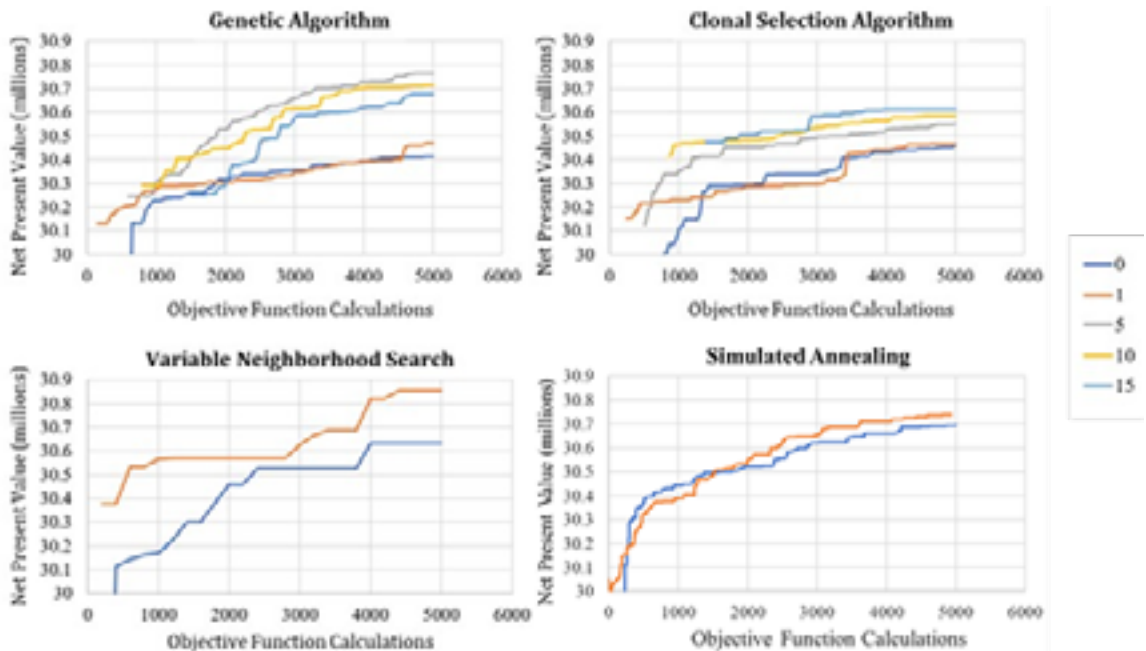 Genetic Algorithm
Net Present Value (millions)
30.9
30.8
30.7
30.6
30.5
30.4
30.3
30.2
30.1
30
0 1000 2000 3000 4000 5000 6000
Objective Function Calculations
Clonal Selection Algorithm
Net Present Value (millions)
30.9
30.8
30.7
30.6
30.5
30.4
30.3
30.2
30.1
30
0 1000 2000 3000 4000 5000 6000
Objective Function Calculations
0
1
5
10
15
Variable Neighborhood Search
Net Present Value (millions)
30.9
30.8
30.7
30.6
30.5
30.4
30.3
30.2
30.1
30
0 1000 2000 3000 4000 5000 6000
Objective Function Calculations
Simulated Annealing
Net Present Value (millions)
30.9
30.8
30.7
30.6
30.5
30.4
30.3
30.2
30.1
30
0 1000 2000 3000 4000 5000 6000
Objective Function Calculations